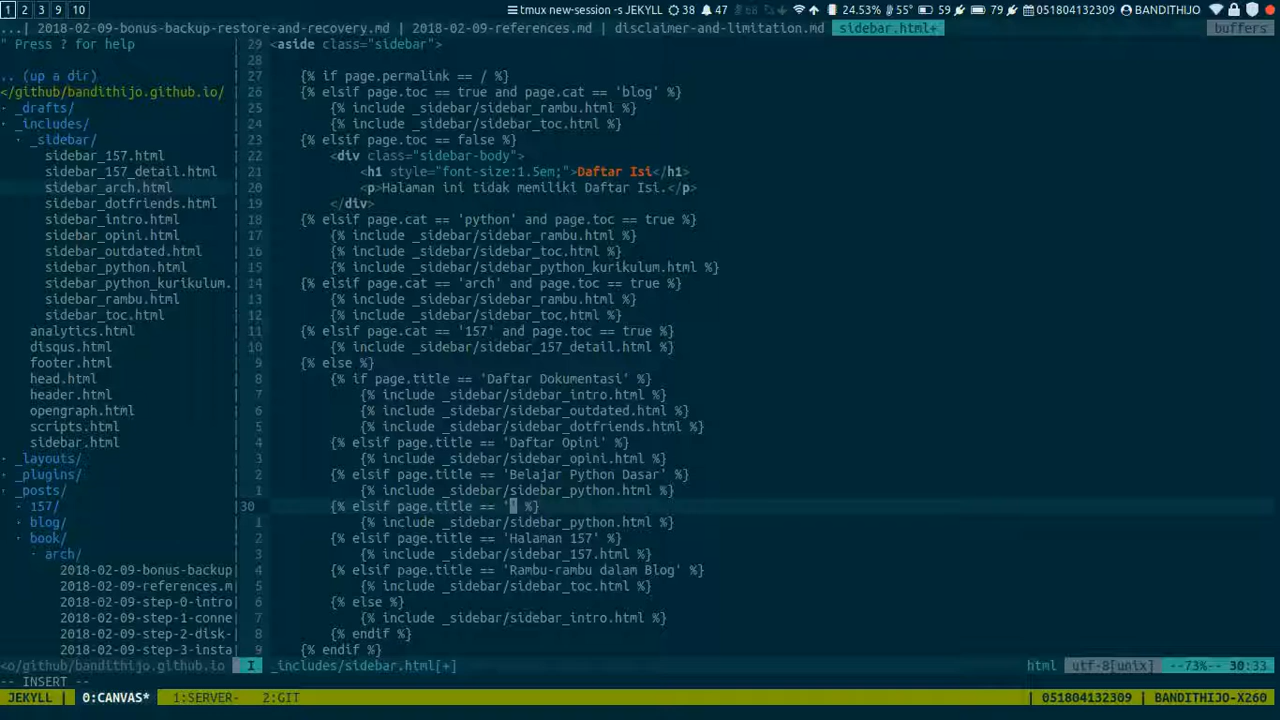 1 2 3 9 10 tmux new-session -s JEKYLL 38 47 68 24.53% 55° 59 79 051804132309 BANDITHIJO
...| 2018-02-09-bonus-backup-restore-and-recovery.md | 2018-02-09-references.md | disclaimer-and-limitation.md sidebar.html+ buffers
" Press ? for help | 29 <aside class="sidebar">
| 28
.. (up a dir) | 27 {% if page.permalink == / %}
</github/bandithijo.github.io/ | 26 {% elsif page.toc == true and page.cat == 'blog' %}
· _drafts/ | 25 {% include _sidebar/sidebar_rambu.html %}
· _includes/ | 24 {% include _sidebar/sidebar_toc.html %}
· _sidebar/ | 23 {% elsif page.toc == false %}
sidebar_157.html | 22 <div class="sidebar-body">
sidebar_157_detail.html | 21 <h1 style="font-size:1.5em;">Daftar Isi</h1>
sidebar_arch.html | 20 <p>Halaman ini tidak memiliki Daftar Isi.</p>
sidebar_dotfriends.html | 19 </div>
sidebar_intro.html | 18 {% elsif page.cat == 'python' and page.toc == true %}
sidebar_opini.html | 17 {% include _sidebar/sidebar_rambu.html %}
sidebar_outdated.html | 16 {% include _sidebar/sidebar_toc.html %}
sidebar_python.html | 15 {% include _sidebar/sidebar_python_kurikulum.html %}
sidebar_python_kurikulum.| 14 {% elsif page.cat == 'arch' and page.toc == true %}
sidebar_rambu.html | 13 {% include _sidebar/sidebar_rambu.html %}
sidebar_toc.html | 12 {% include _sidebar/sidebar_toc.html %}
analytics.html | 11 {% elsif page.cat == '157' and page.toc == true %}
disqus.html | 10 {% include _sidebar/sidebar_157_detail.html %}
footer.html | 9 {% else %}
head.html | 8 {% if page.title == 'Daftar Dokumentasi' %}
header.html | 7 {% include _sidebar/sidebar_intro.html %}
opengraph.html | 6 {% include _sidebar/sidebar_outdated.html %}
scripts.html | 5 {% include _sidebar/sidebar_dotfriends.html %}
sidebar.html | 4 {% elsif page.title == 'Daftar Opini' %}
· _layouts/ | 3 {% include _sidebar/sidebar_opini.html %}
· _plugins/ | 2 {% elsif page.title == 'Belajar Python Dasar' %}
· _posts/ | 1 {% include _sidebar/sidebar_python.html %}
· 157/ |30 {% elsif page.title == '' %}
· blog/ | 1 {% include _sidebar/sidebar_python.html %}
· book/ | 2 {% elsif page.title == 'Halaman 157' %}
· arch/ | 3 {% include _sidebar/sidebar_157.html %}
2018-02-09-bonus-backup| 4 {% elsif page.title == 'Rambu-rambu dalam Blog' %}
2018-02-09-references.m| 5 {% include _sidebar/sidebar_toc.html %}
2018-02-09-step-0-intro| 6 {% else %}
2018-02-09-step-1-conne| 7 {% include _sidebar/sidebar_intro.html %}
2018-02-09-step-2-disk-| 8 {% endif %}
2018-02-09-step-3-insta| 9 {% endif %}
<o/github/bandithijo.github.io I _includes/sidebar.html[+] html utf-8[unix] --73%-- 30:33
-- INSERT --
JEKYLL | 0:CANVAS* 1:SERVER- 2:GIT | 051804132309 | BANDITHIJO-X260